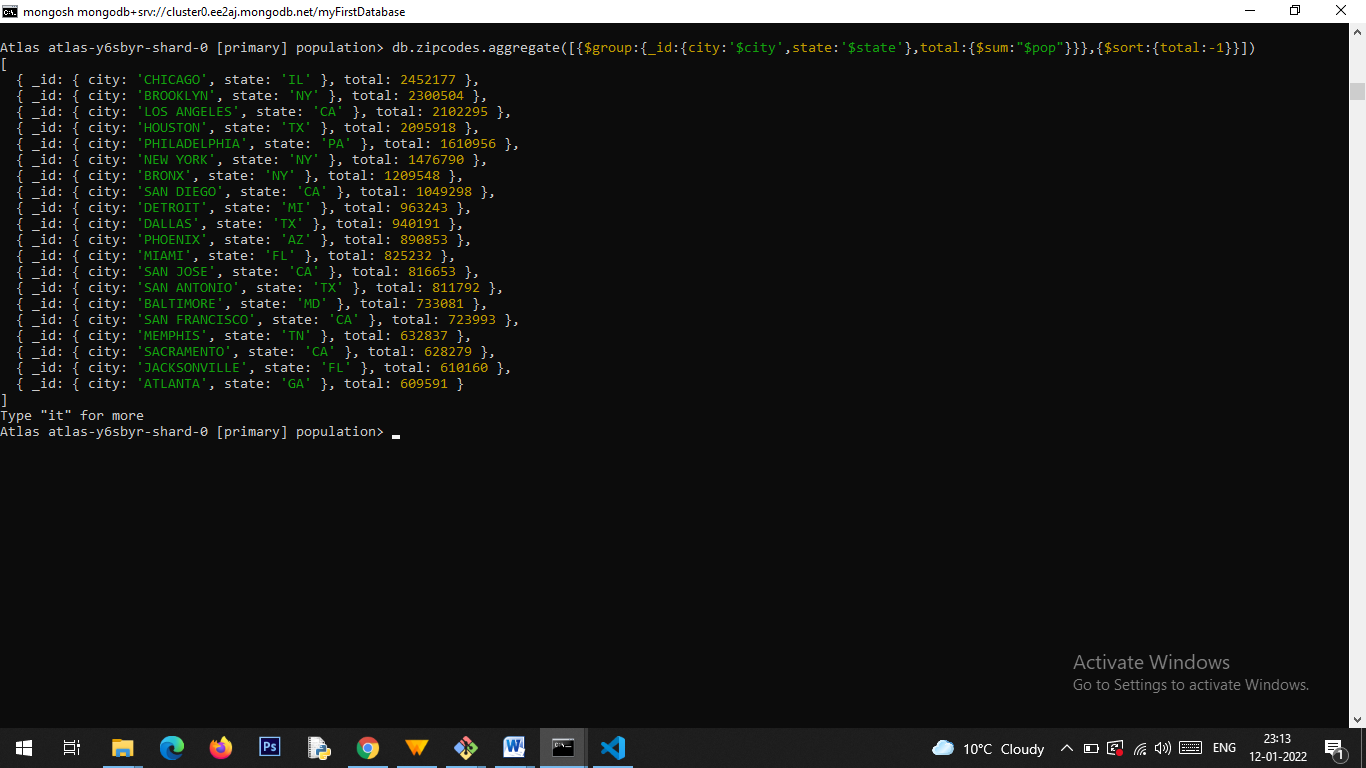 mongosh mongodb+srv://cluster0.ee2aj.mongodb.net/myFirstDatabase
Atlas atlas-y6sbyr-shard-0 [primary] population> db.zipcodes.aggregate([{$group:{_id:{city:'$city',state:'$state'},total:{$sum:"$pop"}}},{$sort:{total:-1}}])
[
  { _id: { city: 'CHICAGO', state: 'IL' }, total: 2452177 },
  { _id: { city: 'BROOKLYN', state: 'NY' }, total: 2300504 },
  { _id: { city: 'LOS ANGELES', state: 'CA' }, total: 2102295 },
  { _id: { city: 'HOUSTON', state: 'TX' }, total: 2095918 },
  { _id: { city: 'PHILADELPHIA', state: 'PA' }, total: 1610956 },
  { _id: { city: 'NEW YORK', state: 'NY' }, total: 1476790 },
  { _id: { city: 'BRONX', state: 'NY' }, total: 1209548 },
  { _id: { city: 'SAN DIEGO', state: 'CA' }, total: 1049298 },
  { _id: { city: 'DETROIT', state: 'MI' }, total: 963243 },
  { _id: { city: 'DALLAS', state: 'TX' }, total: 940191 },
  { _id: { city: 'PHOENIX', state: 'AZ' }, total: 890853 },
  { _id: { city: 'MIAMI', state: 'FL' }, total: 825232 },
  { _id: { city: 'SAN JOSE', state: 'CA' }, total: 816653 },
  { _id: { city: 'SAN ANTONIO', state: 'TX' }, total: 811792 },
  { _id: { city: 'BALTIMORE', state: 'MD' }, total: 733081 },
  { _id: { city: 'SAN FRANCISCO', state: 'CA' }, total: 723993 },
  { _id: { city: 'MEMPHIS', state: 'TN' }, total: 632837 },
  { _id: { city: 'SACRAMENTO', state: 'CA' }, total: 628279 },
  { _id: { city: 'JACKSONVILLE', state: 'FL' }, total: 610160 },
  { _id: { city: 'ATLANTA', state: 'GA' }, total: 609591 }
]
Type "it" for more
Atlas atlas-y6sbyr-shard-0 [primary] population>
Activate Windows
Go to Settings to activate Windows.
Ps
10°C Cloudy
ENG
23:13
12-01-2022
1